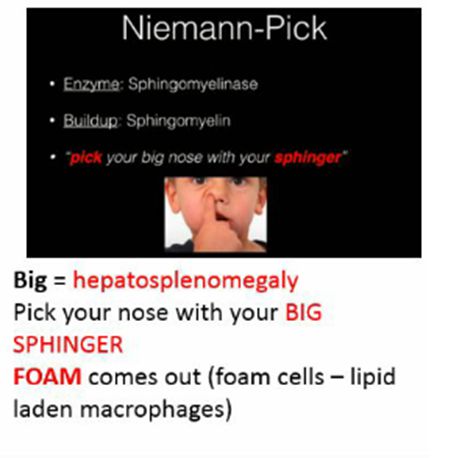 Niemann-Pick
• Enzyme: Sphingomyelinase
• Buildup: Sphingomyelin
• "pick your big nose with your sphinger"
Big = hepatosplenomegaly
Pick your nose with your BIG
SPHINGER
FOAM comes out (foam cells – lipid
laden macrophages)